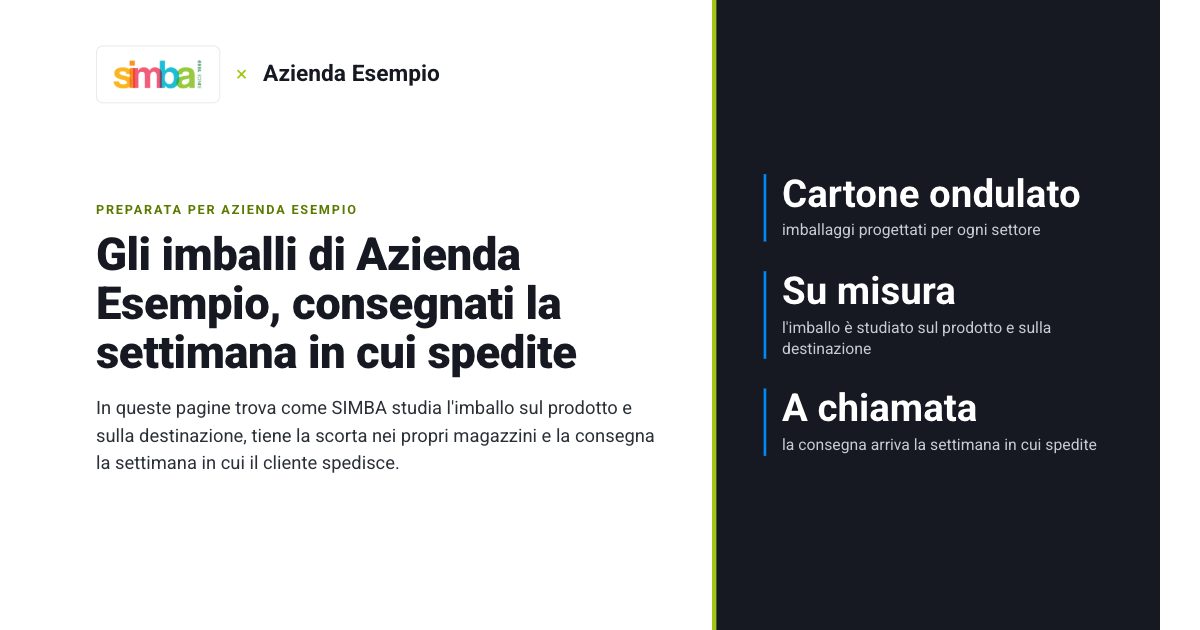 simba
×
Azienda Esempio
PREPARATA PER AZIENDA ESEMPIO
Gli imballi di Azienda
Esempio, consegnati la
settimana in cui spedite
In queste pagine trova come SIMBA studia l'imballo sul prodotto e
sulla destinazione, tiene la scorta nei propri magazzini e la consegna
la settimana in cui il cliente spedisce.
Cartone ondulato
imballaggi progettati per ogni settore
Su misura
l'imballo è studiato sul prodotto e sulla
destinazione
A chiamata
la consegna arriva la settimana in cui spedite